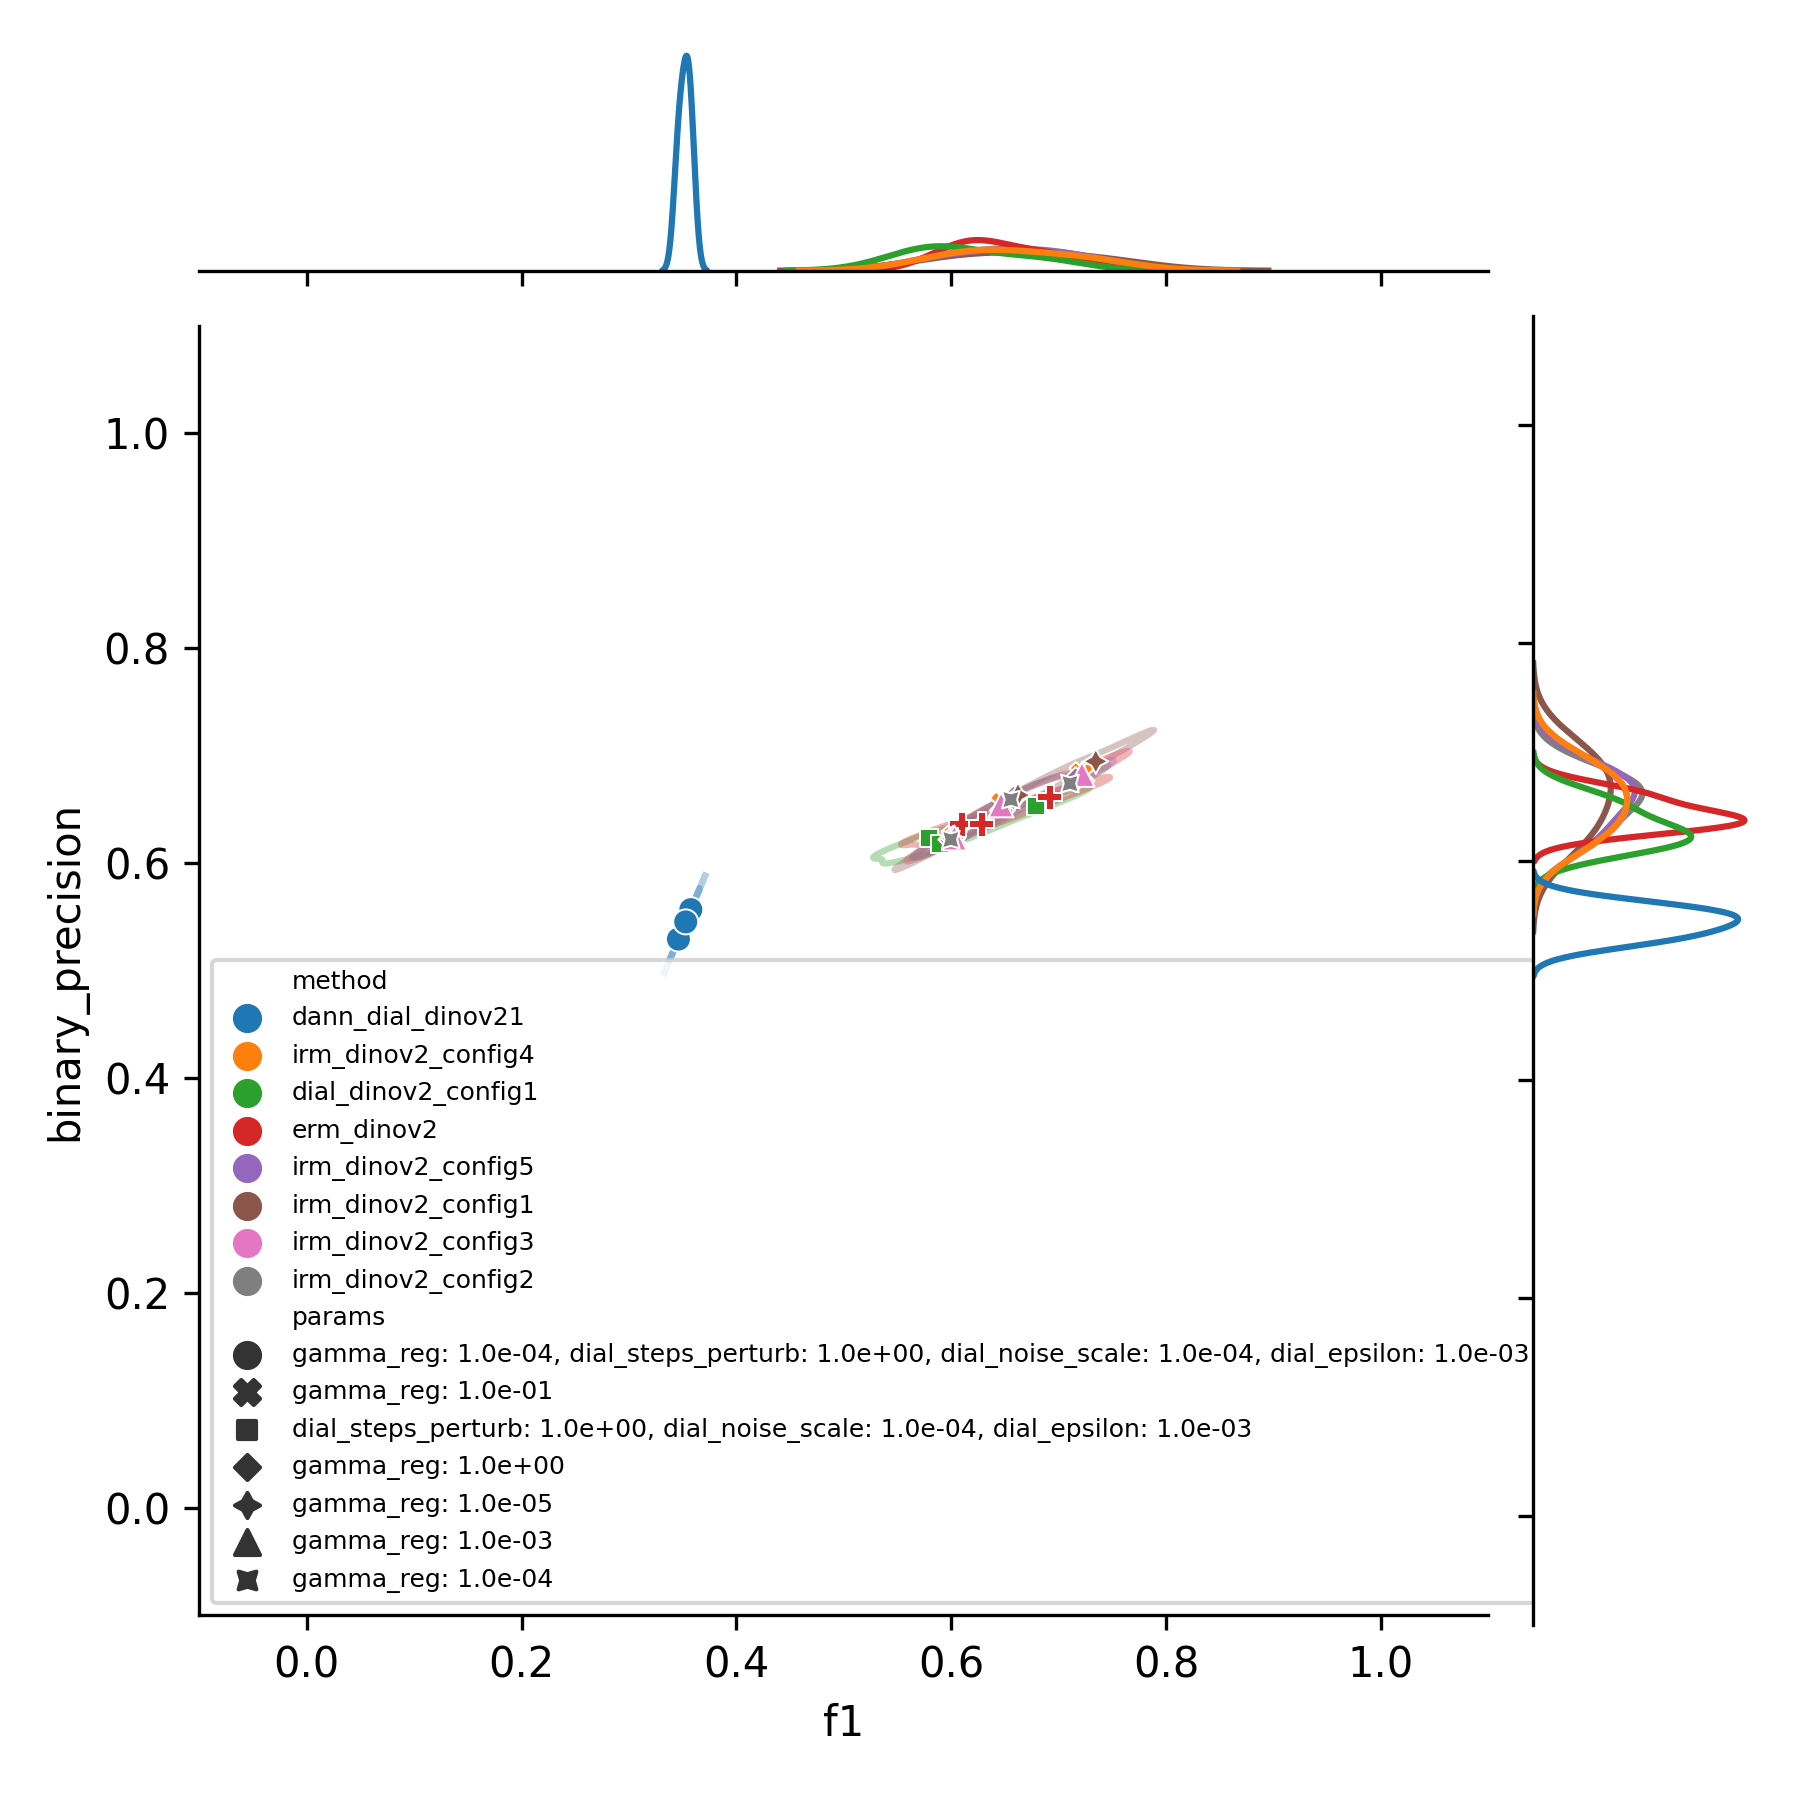 1.0
0.8
0.6
0.4
0.2
0.0
binary_precision
method
dann_dial_dinov21
irm_dinov2_config4
dial_dinov2_config1
erm_dinov2
irm_dinov2_config5
irm_dinov2_config1
irm_dinov2_config3
irm_dinov2_config2
params
gamma_reg: 1.0e-04, dial_steps_perturb: 1.0e+00, dial_noise_scale: 1.0e-04, dial_epsilon: 1.0e-03
gamma_reg: 1.0e-01
dial_steps_perturb: 1.0e+00, dial_noise_scale: 1.0e-04, dial_epsilon: 1.0e-03
gamma_reg: 1.0e+00
gamma_reg: 1.0e-05
gamma_reg: 1.0e-03
gamma_reg: 1.0e-04
0.0 0.2 0.4 0.6 0.8 1.0
f1